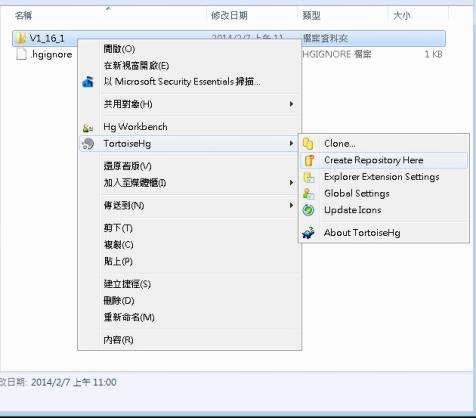 名稱 修改日期 類型 大小
V1_16_1 2014/2/7 上午 11 檔案資料夾
.hgignore HGIGNORE 檔案 1 KB
開啟(O)
在新視窗開啟(E)
以 Microsoft Security Essentials 掃描...
共用對象(H)
Hg Workbench
TortoiseHg
還原舊版(V)
加入至媒體櫃(I)
傳送到(N)
剪下(T)
複製(C)
貼上(P)
建立捷徑(S)
刪除(D)
重新命名(M)
內容(R)
Clone...
Create Repository Here
Explorer Extension Settings
Global Settings
Update Icons
About TortoiseHg
改日期: 2014/2/7 上午 11:00